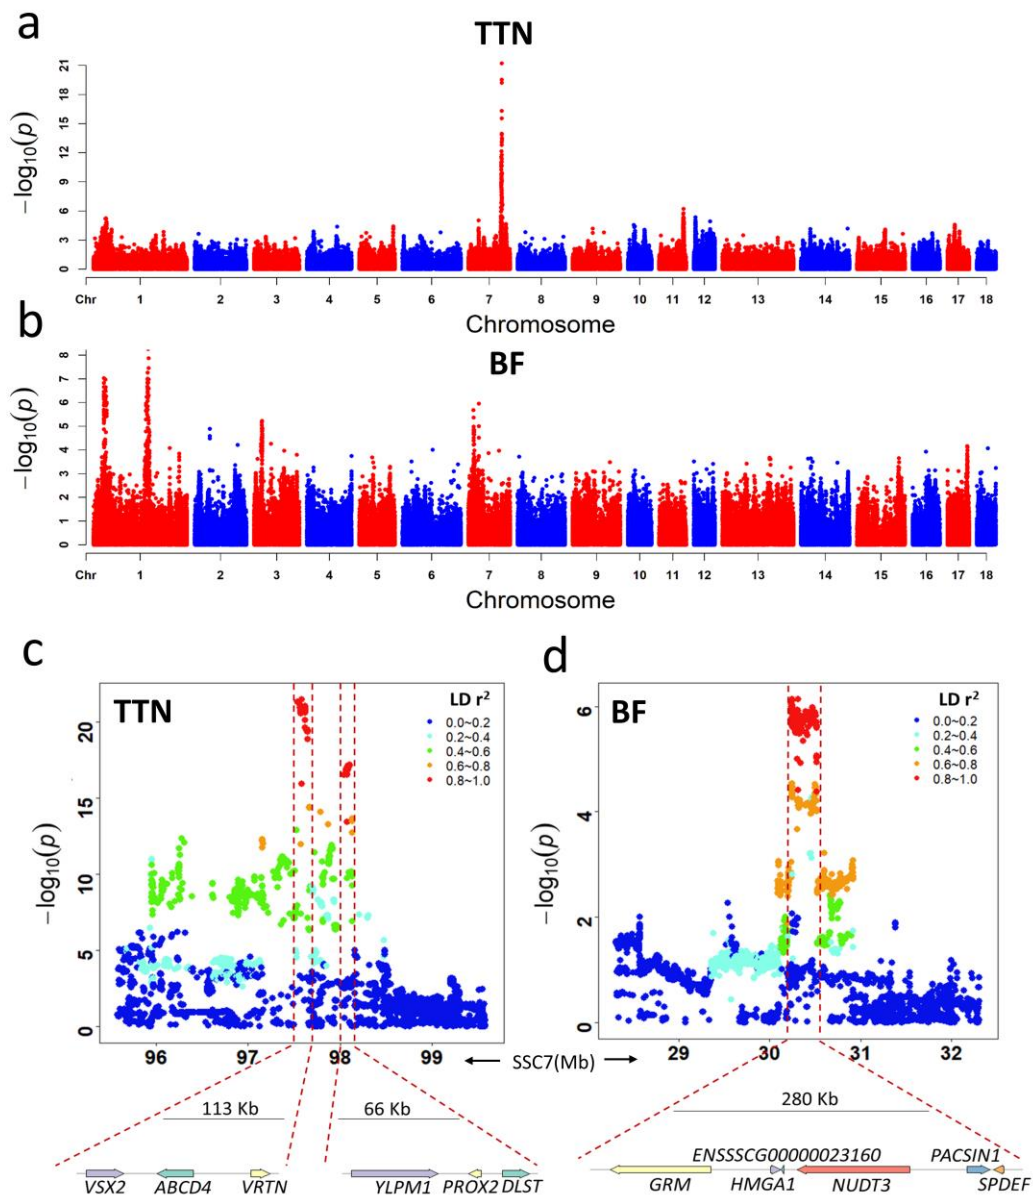 a
TTN
−log₁₀(p)
21
18
15
12
9
6
3
0
Chr 1 2 3 4 5 6 7 8 9 10 11 12 13 14 15 16 17 18
Chromosome
b
BF
−log₁₀(p)
8
7
6
5
4
3
2
1
0
Chr 1 2 3 4 5 6 7 8 9 10 11 12 13 14 15 16 17 18
Chromosome
c
TTN
LD r²
0.0~0.2
0.2~0.4
0.4~0.6
0.6~0.8
0.8~1.0
−log₁₀(p)
20
15
10
5
0
96 97 98 99
d
BF
LD r²
0.0~0.2
0.2~0.4
0.4~0.6
0.6~0.8
0.8~1.0
−log₁₀(p)
6
4
2
0
29 30 31 32
SSC7(Mb)
113 Kb
66 Kb
280 Kb
VSX2 ABCD4 VRTN
YLPM1 PROX2 DLST
ENSSSCG00000023160 PACSIN1
GRM HMGA1 NUDT3 SPDEF